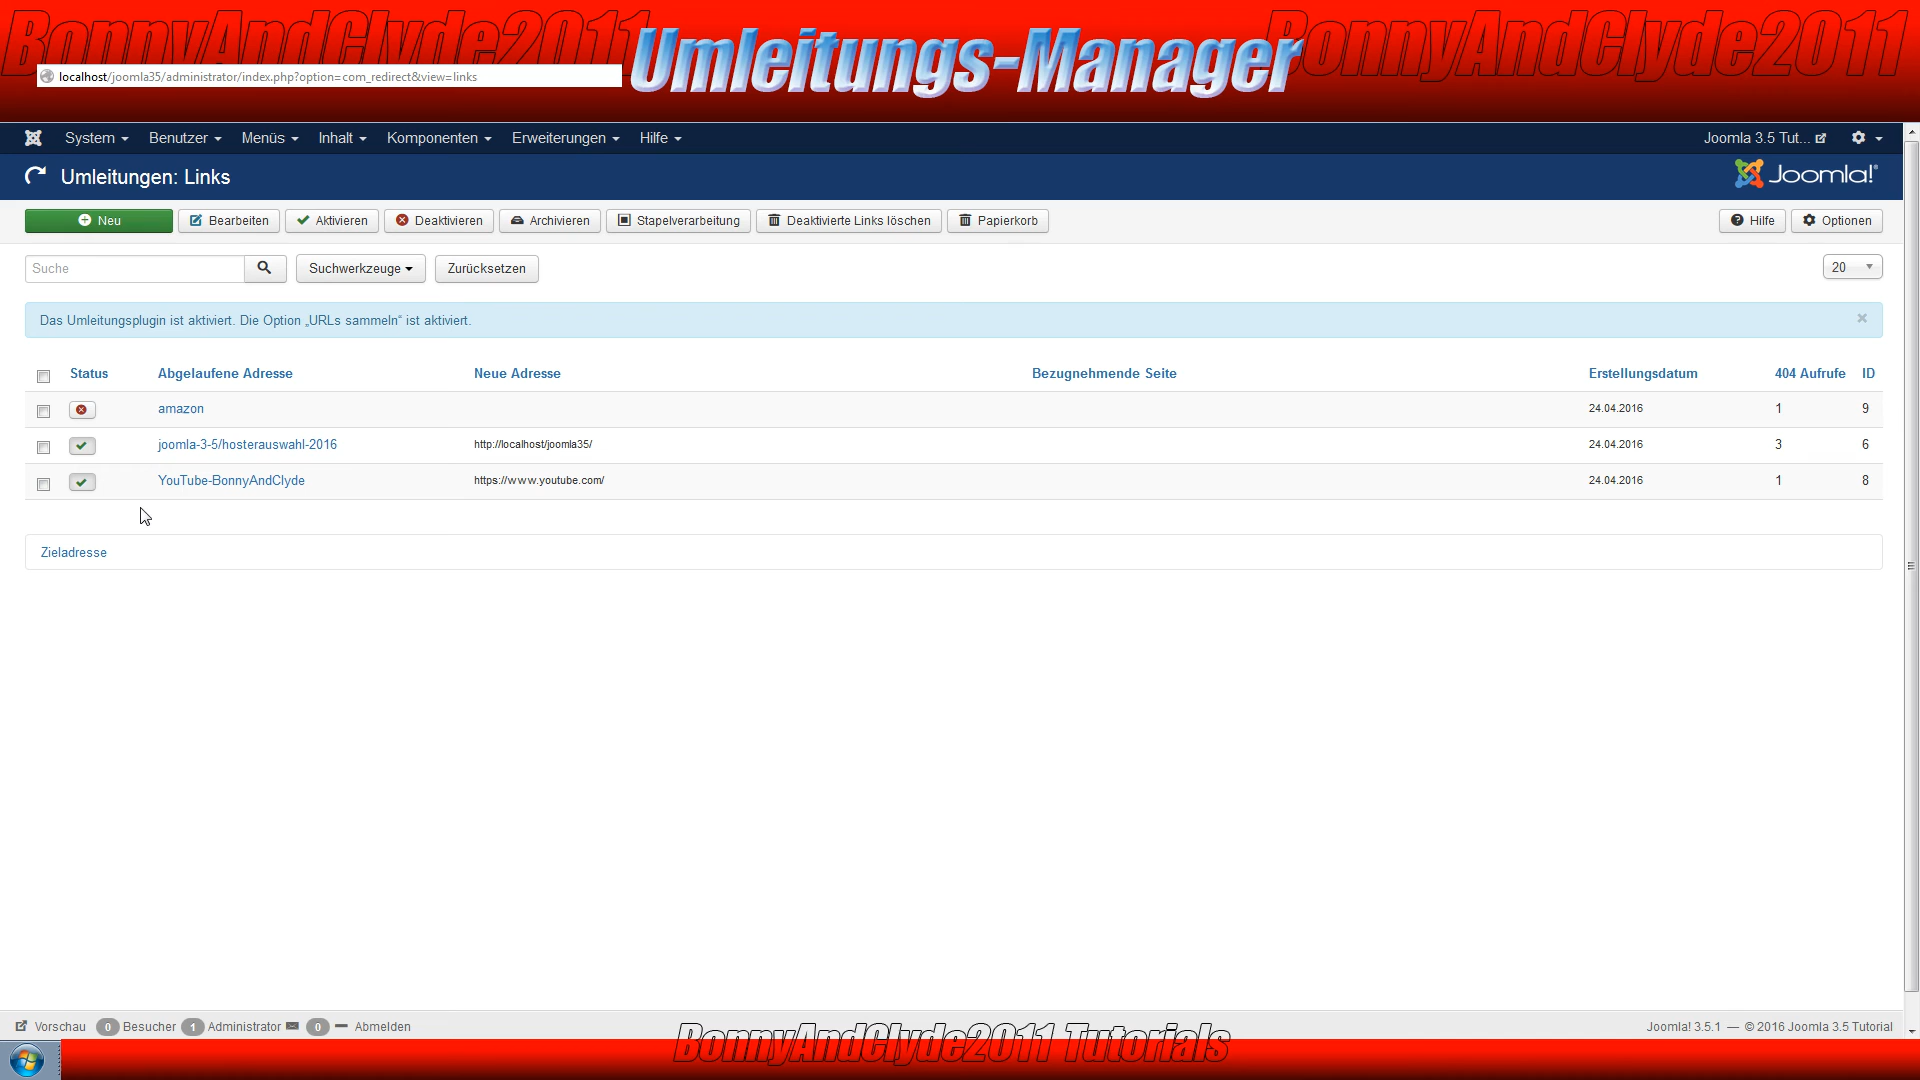 BonnyAndClyde2011
Umleitungs-Manager
BonnyAndClyde2011
localhost/joomla35/administrator/index.php?option=com_redirect&view=links
System Benutzer Menüs Inhalt Komponenten Erweiterungen Hilfe Joomla 3.5 Tut...
Umleitungen: Links Joomla!®
Neu Bearbeiten Aktivieren Deaktivieren Archivieren Stapelverarbeitung Deaktivierte Links löschen Papierkorb Hilfe Optionen
Suche Suchwerkzeuge Zurücksetzen 20
Das Umleitungsplugin ist aktiviert. Die Option „URLs sammeln“ ist aktiviert.
Status Abgelaufene Adresse Neue Adresse Bezugnehmende Seite Erstellungsdatum 404 Aufrufe ID
amazon 24.04.2016 1 9
joomla-3-5/hosterauswahl-2016 http://localhost/joomla35/ 24.04.2016 3 6
YouTube-BonnyAndClyde https://www.youtube.com/ 24.04.2016 1 8
Zieladresse
Vorschau 0 Besucher 1 Administrator 0 Abmelden Joomla! 3.5.1 — © 2016 Joomla 3.5 Tutorial
BonnyAndClyde2011 Tutorials